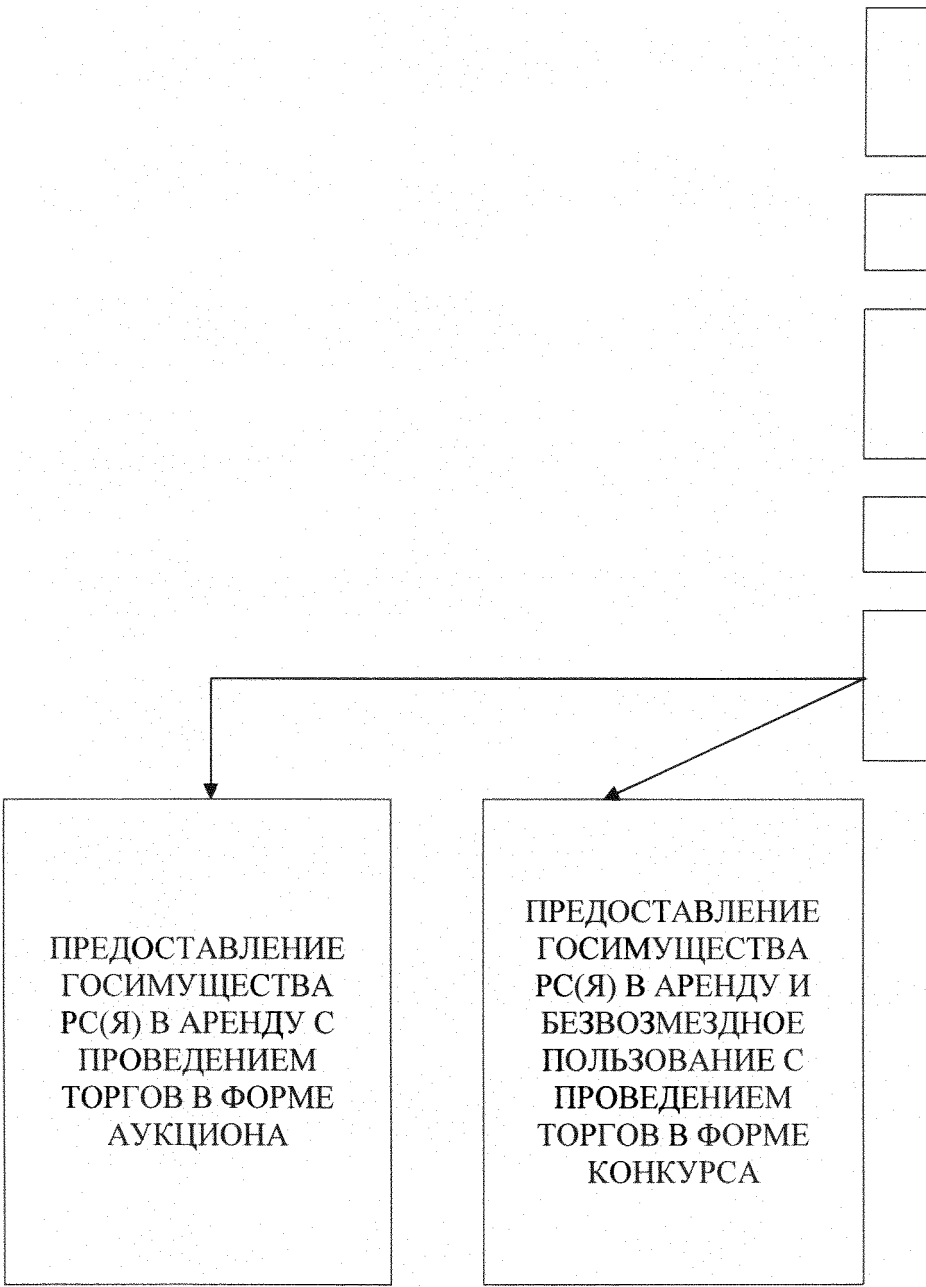 ПРЕДОСТАВЛЕНИЕ
ГОСИМУЩЕСТВА
РС(Я) В АРЕНДУ С
ПРОВЕДЕНИЕМ
ТОРГОВ В ФОРМЕ
АУКЦИОНА
ПРЕДОСТАВЛЕНИЕ
ГОСИМУЩЕСТВА
РС(Я) В АРЕНДУ И
БЕЗВОЗМЕЗДНОЕ
ПОЛЬЗОВАНИЕ С
ПРОВЕДЕНИЕМ
ТОРГОВ В ФОРМЕ
КОНКУРСА